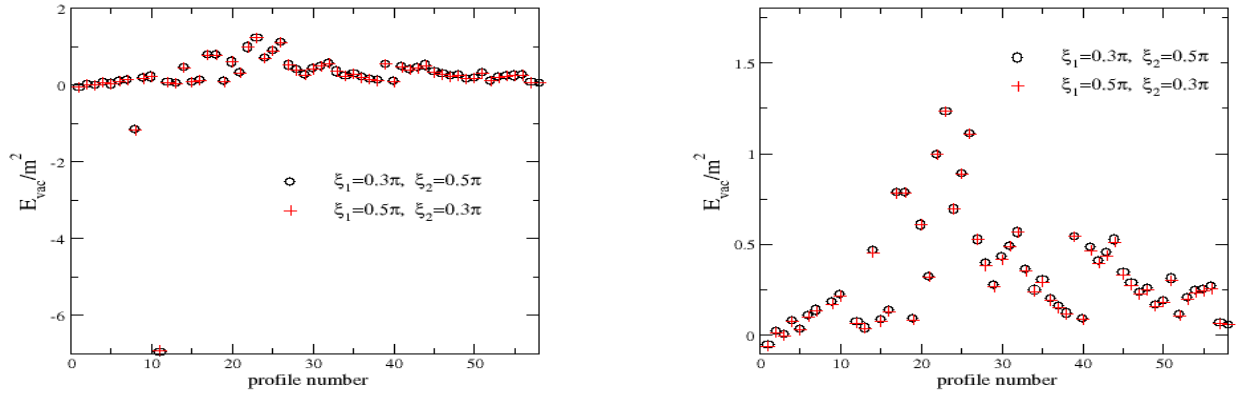 2
0
-2
-4
-6
0 10 20 30 40 50
E_vac/m²
profile number
ξ₁=0.3π, ξ₂=0.5π
ξ₁=0.5π, ξ₂=0.3π
1.5
1
0.5
0
0 10 20 30 40 50
E_vac/m²
profile number
ξ₁=0.3π, ξ₂=0.5π
ξ₁=0.5π, ξ₂=0.3π